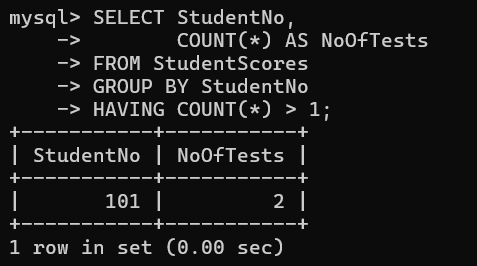 mysql> SELECT StudentNo,
    ->        COUNT(*) AS NoOfTests
    -> FROM StudentScores
    -> GROUP BY StudentNo
    -> HAVING COUNT(*) > 1;
+-----------+-----------+
| StudentNo | NoOfTests |
+-----------+-----------+
|       101 |         2 |
+-----------+-----------+
1 row in set (0.00 sec)